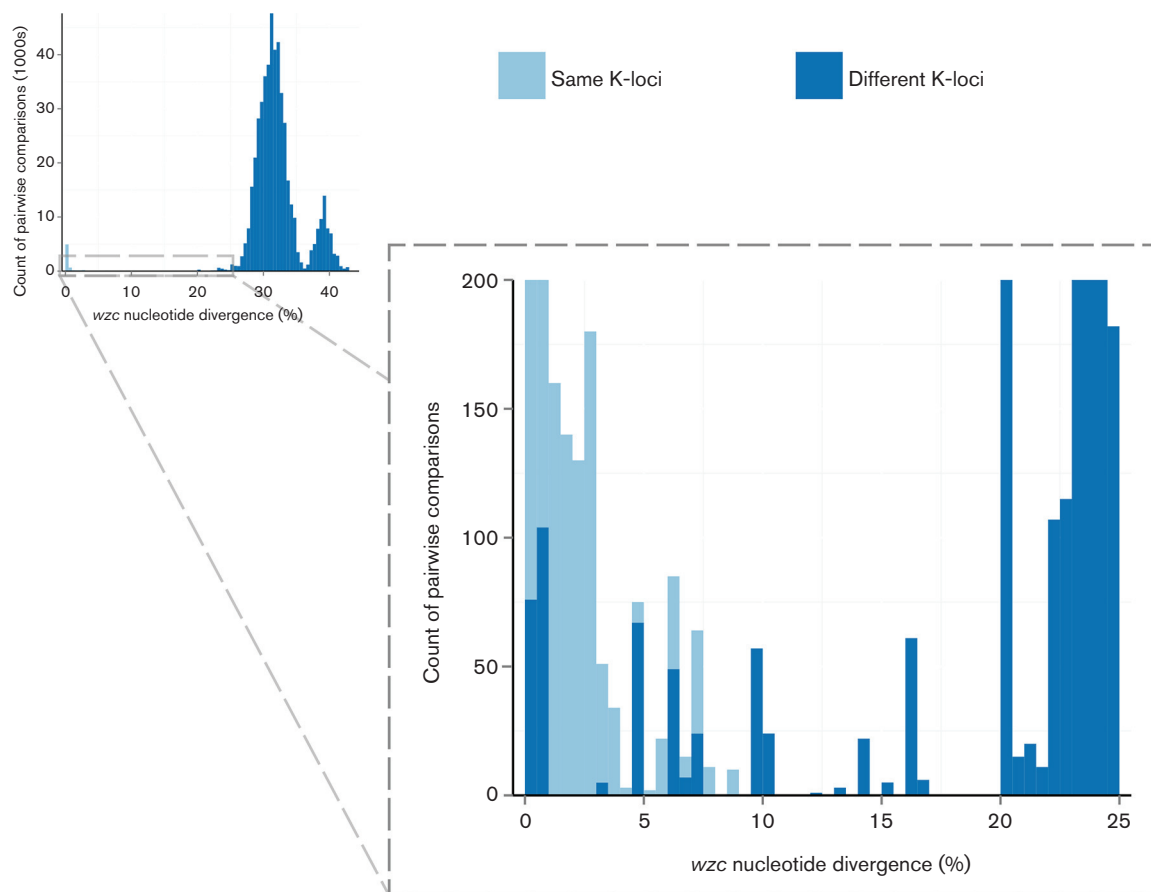 Count of pairwise comparisons (1000s)
40
30
20
10
0
0 10 20 30 40
wzc nucleotide divergence (%)
Same K-loci
Different K-loci
Count of pairwise comparisons
200
150
100
50
0
0 5 10 15 20 25
wzc nucleotide divergence (%)